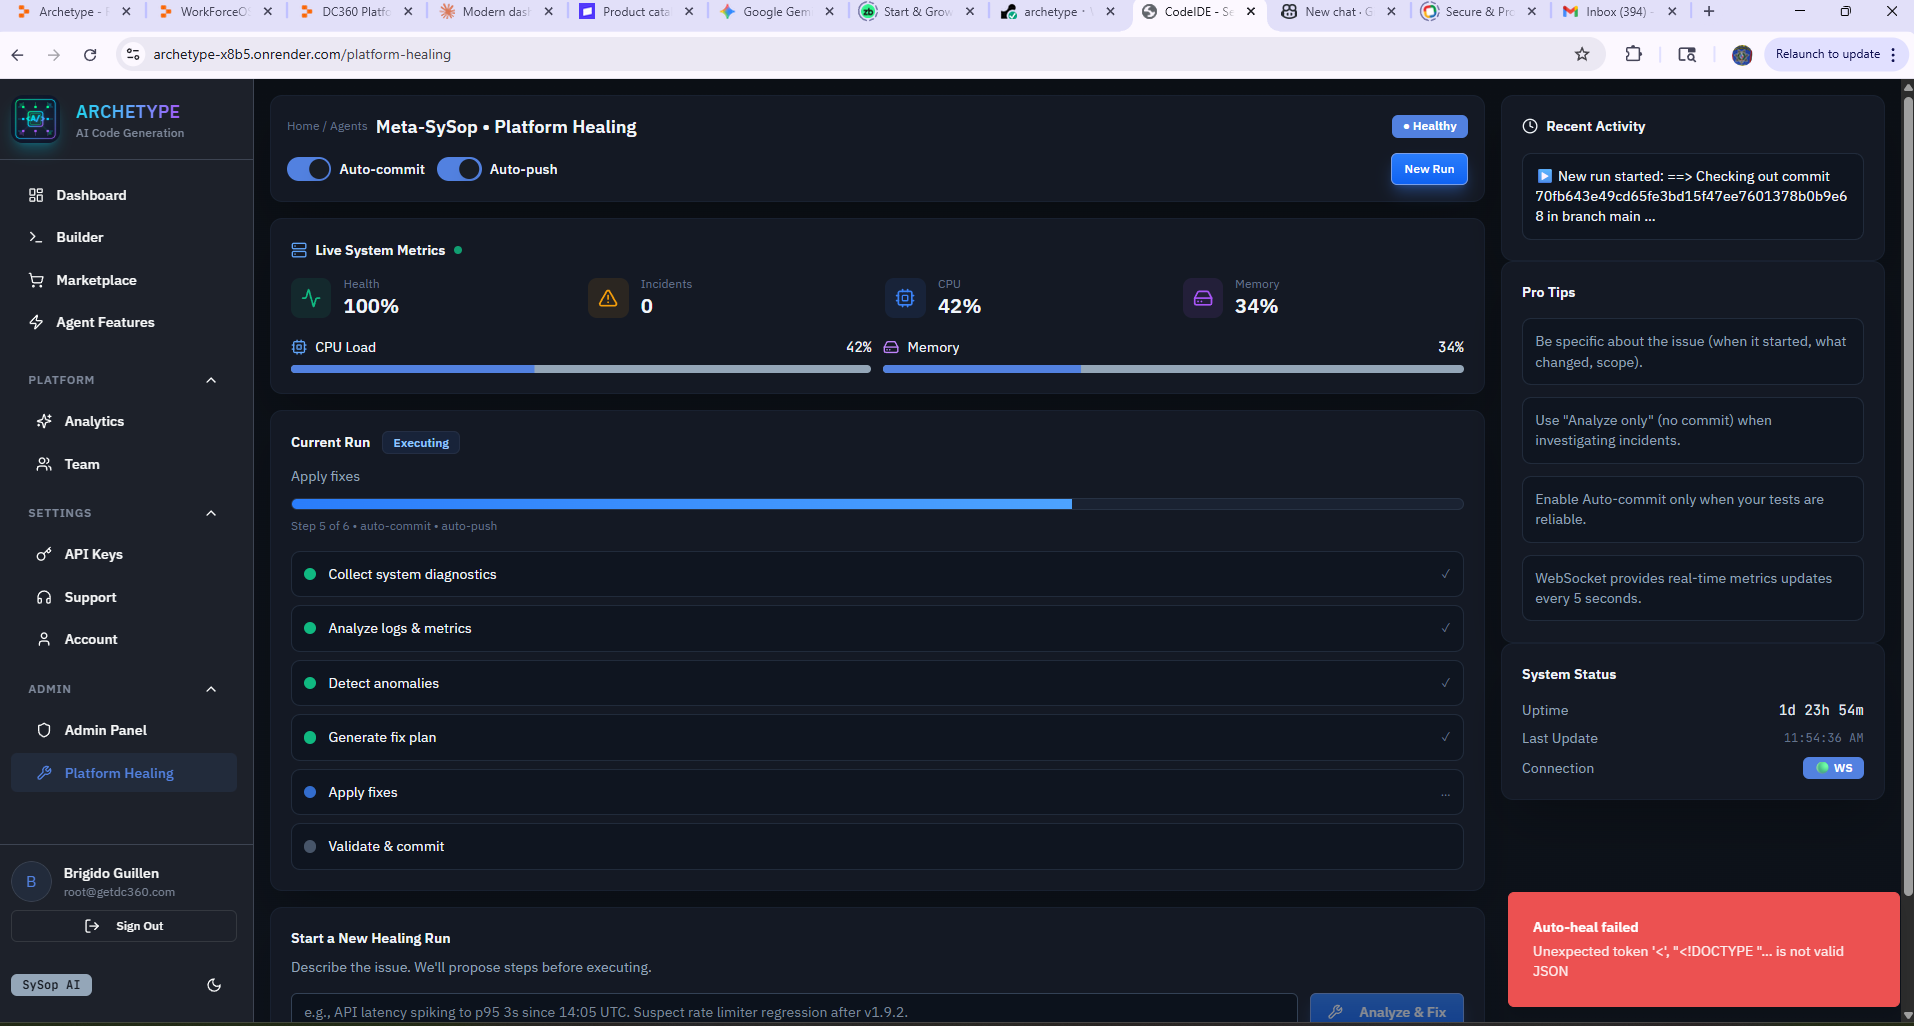 Archetype - F
WorkForceOS
DC360 Platfo
Modern das
Product cata
Google Gem
Start & Grow
archetype ·
CodeIDE - Se
New chat · G
Secure & Pro
Inbox (394) -
archetype-x8b5.onrender.com/platform-healing
Relaunch to update
ARCHETYPE
AI Code Generation
Dashboard
Builder
Marketplace
Agent Features
PLATFORM
Analytics
Team
SETTINGS
API Keys
Support
Account
ADMIN
Admin Panel
Platform Healing
B
Brigido Guillen
root@getdc360.com
Sign Out
SySop AI
Home / Agents Meta-SySop • Platform Healing
Healthy
Auto-commit Auto-push
New Run
Live System Metrics
Health
100%
Incidents
0
CPU
42%
Memory
34%
CPU Load 42%
Memory 34%
Current Run Executing
Apply fixes
Step 5 of 6 • auto-commit • auto-push
Collect system diagnostics ✓
Analyze logs & metrics ✓
Detect anomalies ✓
Generate fix plan ✓
Apply fixes ...
Validate & commit
Start a New Healing Run
Describe the issue. We'll propose steps before executing.
e.g., API latency spiking to p95 3s since 14:05 UTC. Suspect rate limiter regression after v1.9.2.
Analyze & Fix
Recent Activity
New run started: ==> Checking out commit
70fb643e49cd65fe3bd15f47ee7601378b0b9e6
8 in branch main ...
Pro Tips
Be specific about the issue (when it started, what
changed, scope).
Use "Analyze only" (no commit) when
investigating incidents.
Enable Auto-commit only when your tests are
reliable.
WebSocket provides real-time metrics updates
every 5 seconds.
System Status
Uptime 1d 23h 54m
Last Update 11:54:36 AM
Connection WS
Auto-heal failed
Unexpected token '<', "<!DOCTYPE "... is not valid
JSON